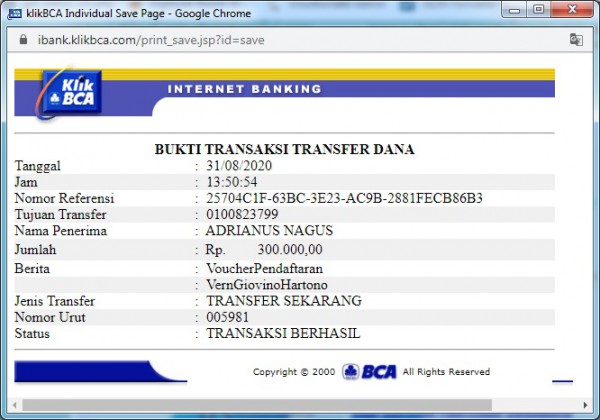 klikBCA Individual Save Page - Google Chrome
ibank.klikbca.com/print_save.jsp?id=save
Klik BCA
INTERNET BANKING
BUKTI TRANSAKSI TRANSFER DANA
Tanggal : 31/08/2020
Jam : 13:50:54
Nomor Referensi : 25704C1F-63BC-3E23-AC9B-2881FECB86B3
Tujuan Transfer : 0100823799
Nama Penerima : ADRIANUS NAGUS
Jumlah : Rp. 300.000,00
Berita : VoucherPendaftaran
: VernGiovinoHartono
Jenis Transfer : TRANSFER SEKARANG
Nomor Urut : 005981
Status : TRANSAKSI BERHASIL
Copyright © 2000 BCA All Rights Reserved